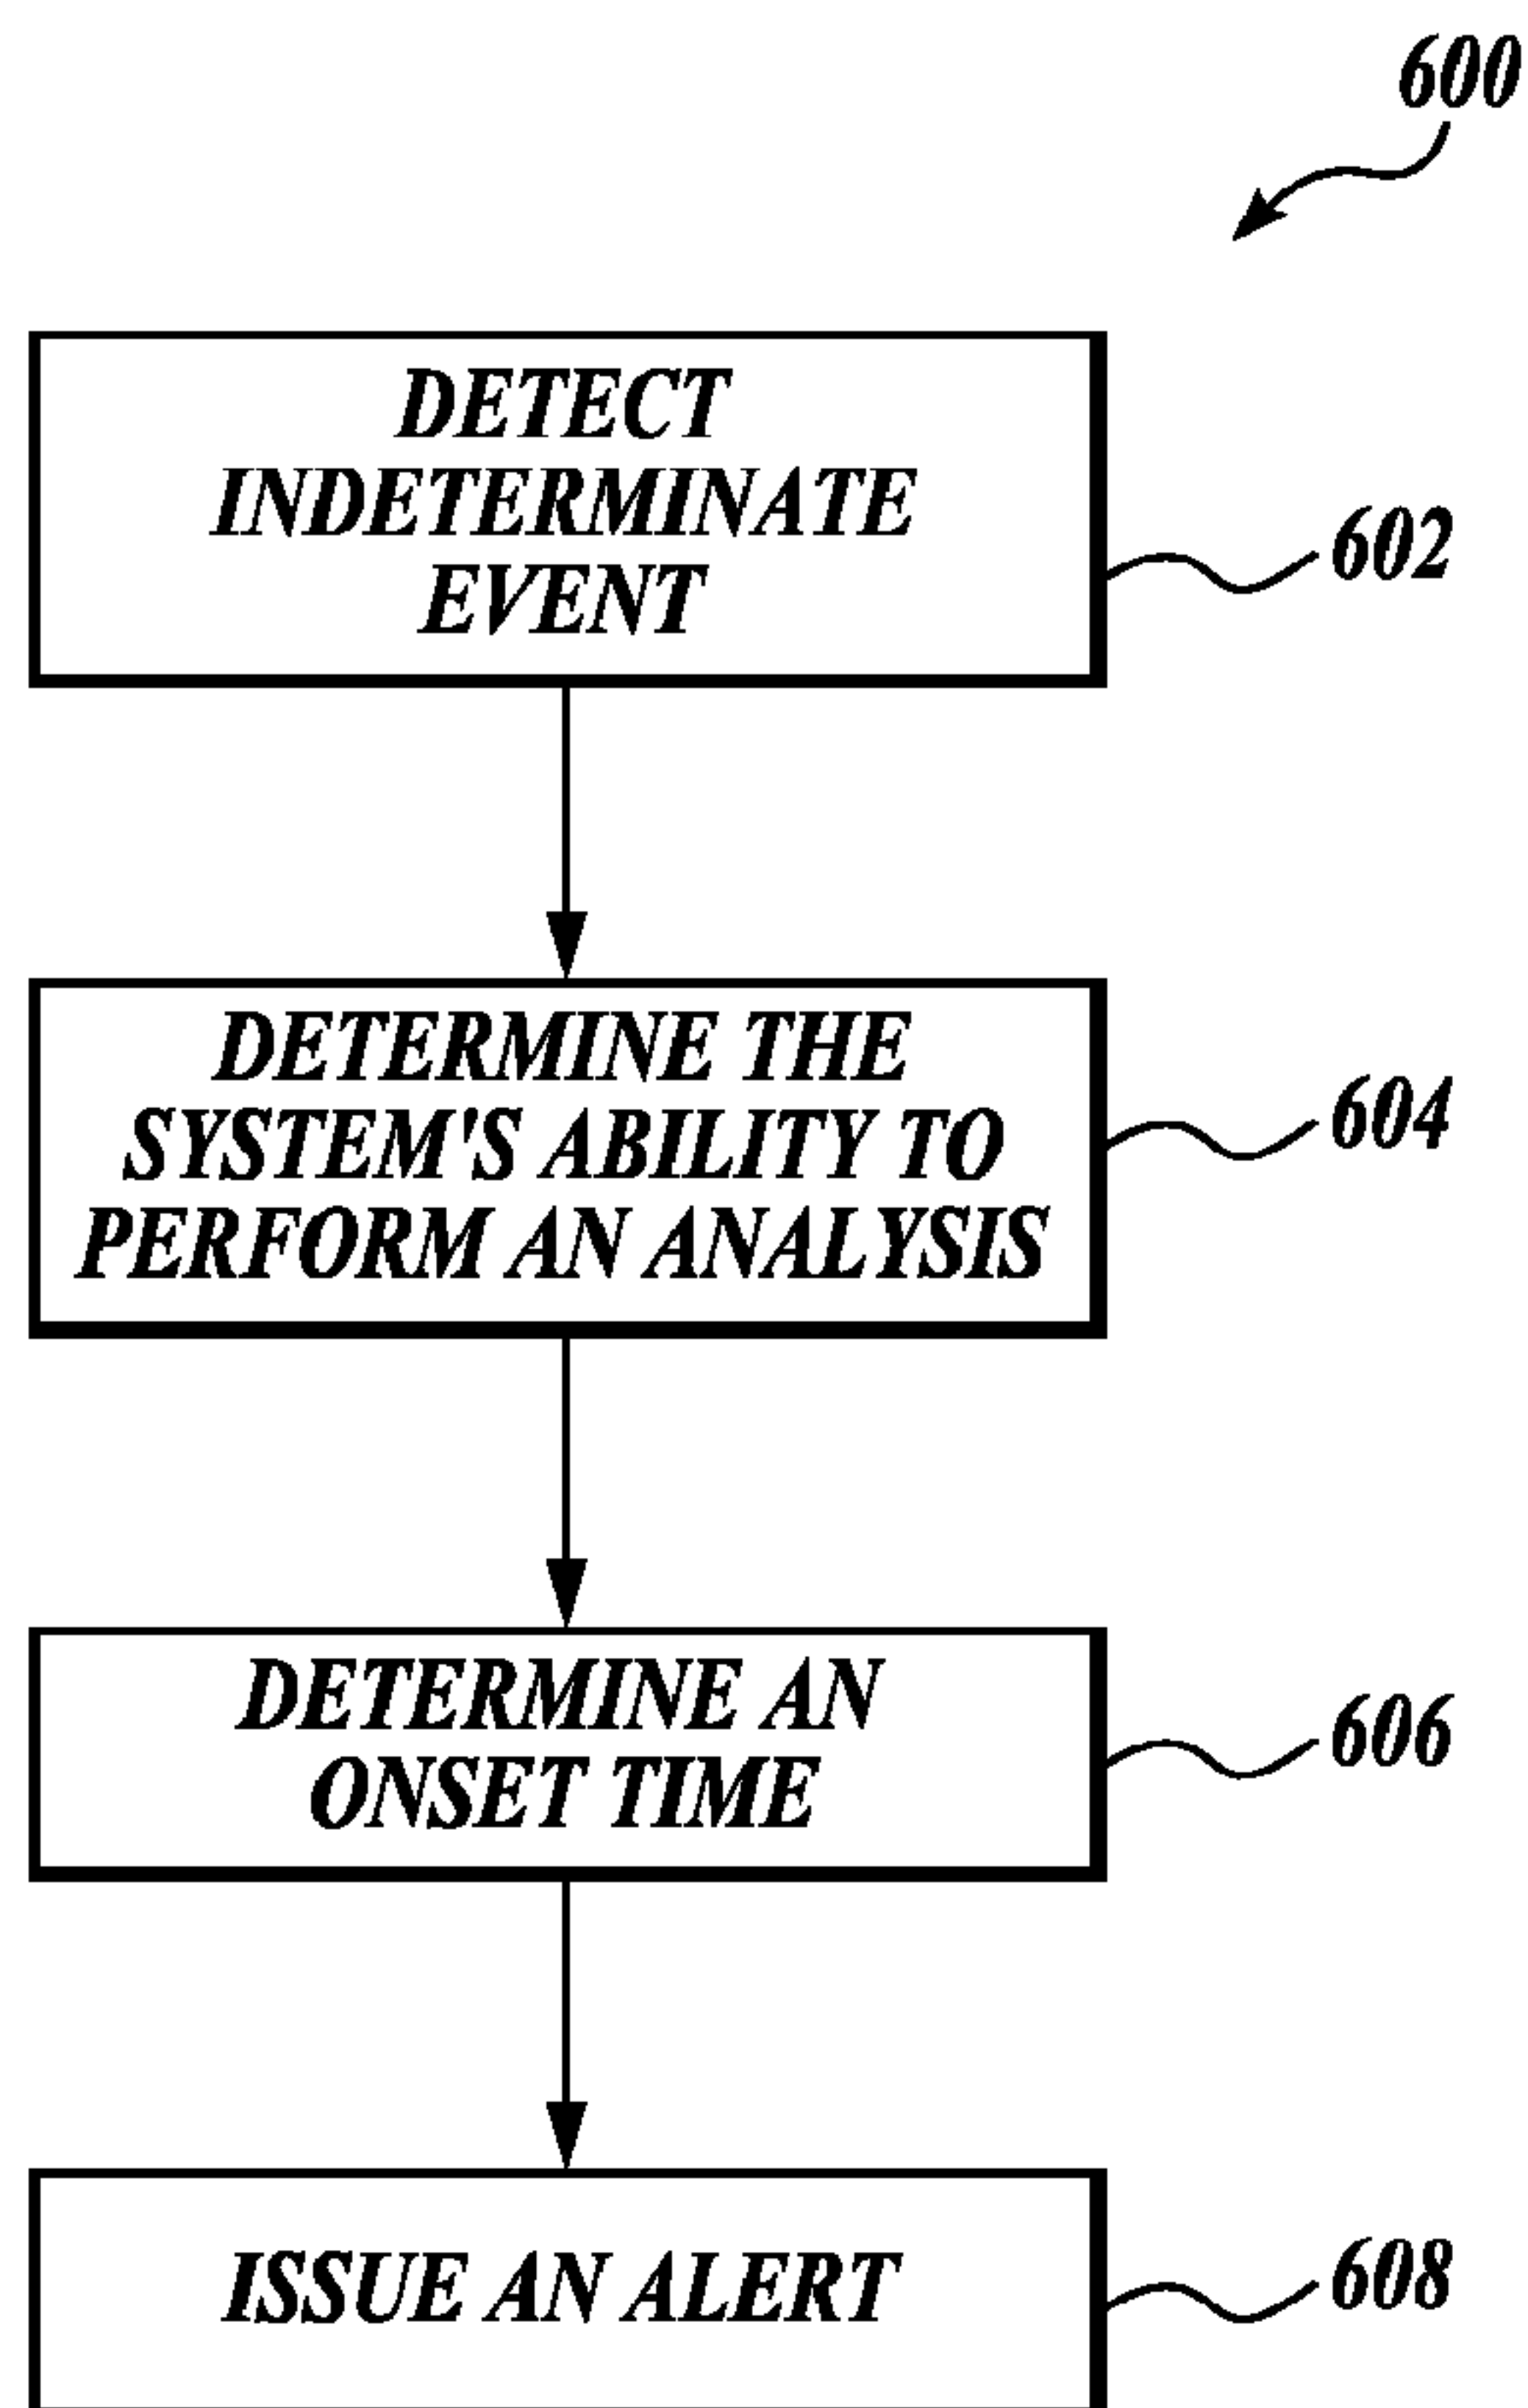 600
DETECT
INDETERMINATE
EVENT
602
DETERMINE THE
SYSTEM'S ABILITY TO
PERFORM AN ANALYSIS
604
DETERMINE AN
ONSET TIME
606
ISSUE AN ALERT
608